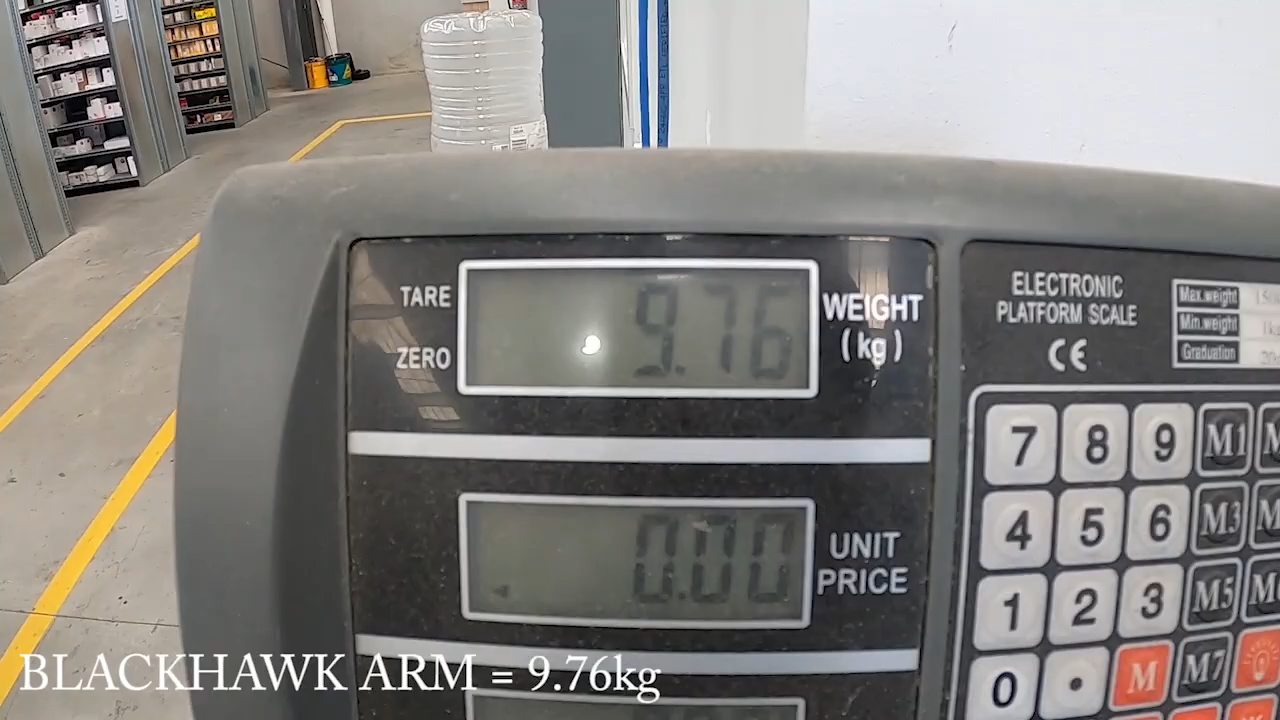 TARE
ZERO
9.76
WEIGHT
(kg)
ELECTRONIC
PLATFORM SCALE
CE
Max.weight
Min.weight
Graduation
7 8 9 M1
4 5 6 M3
1 2 3 M5
0 . M M7
0.00
UNIT
PRICE
BLACKHAWK ARM = 9.76kg